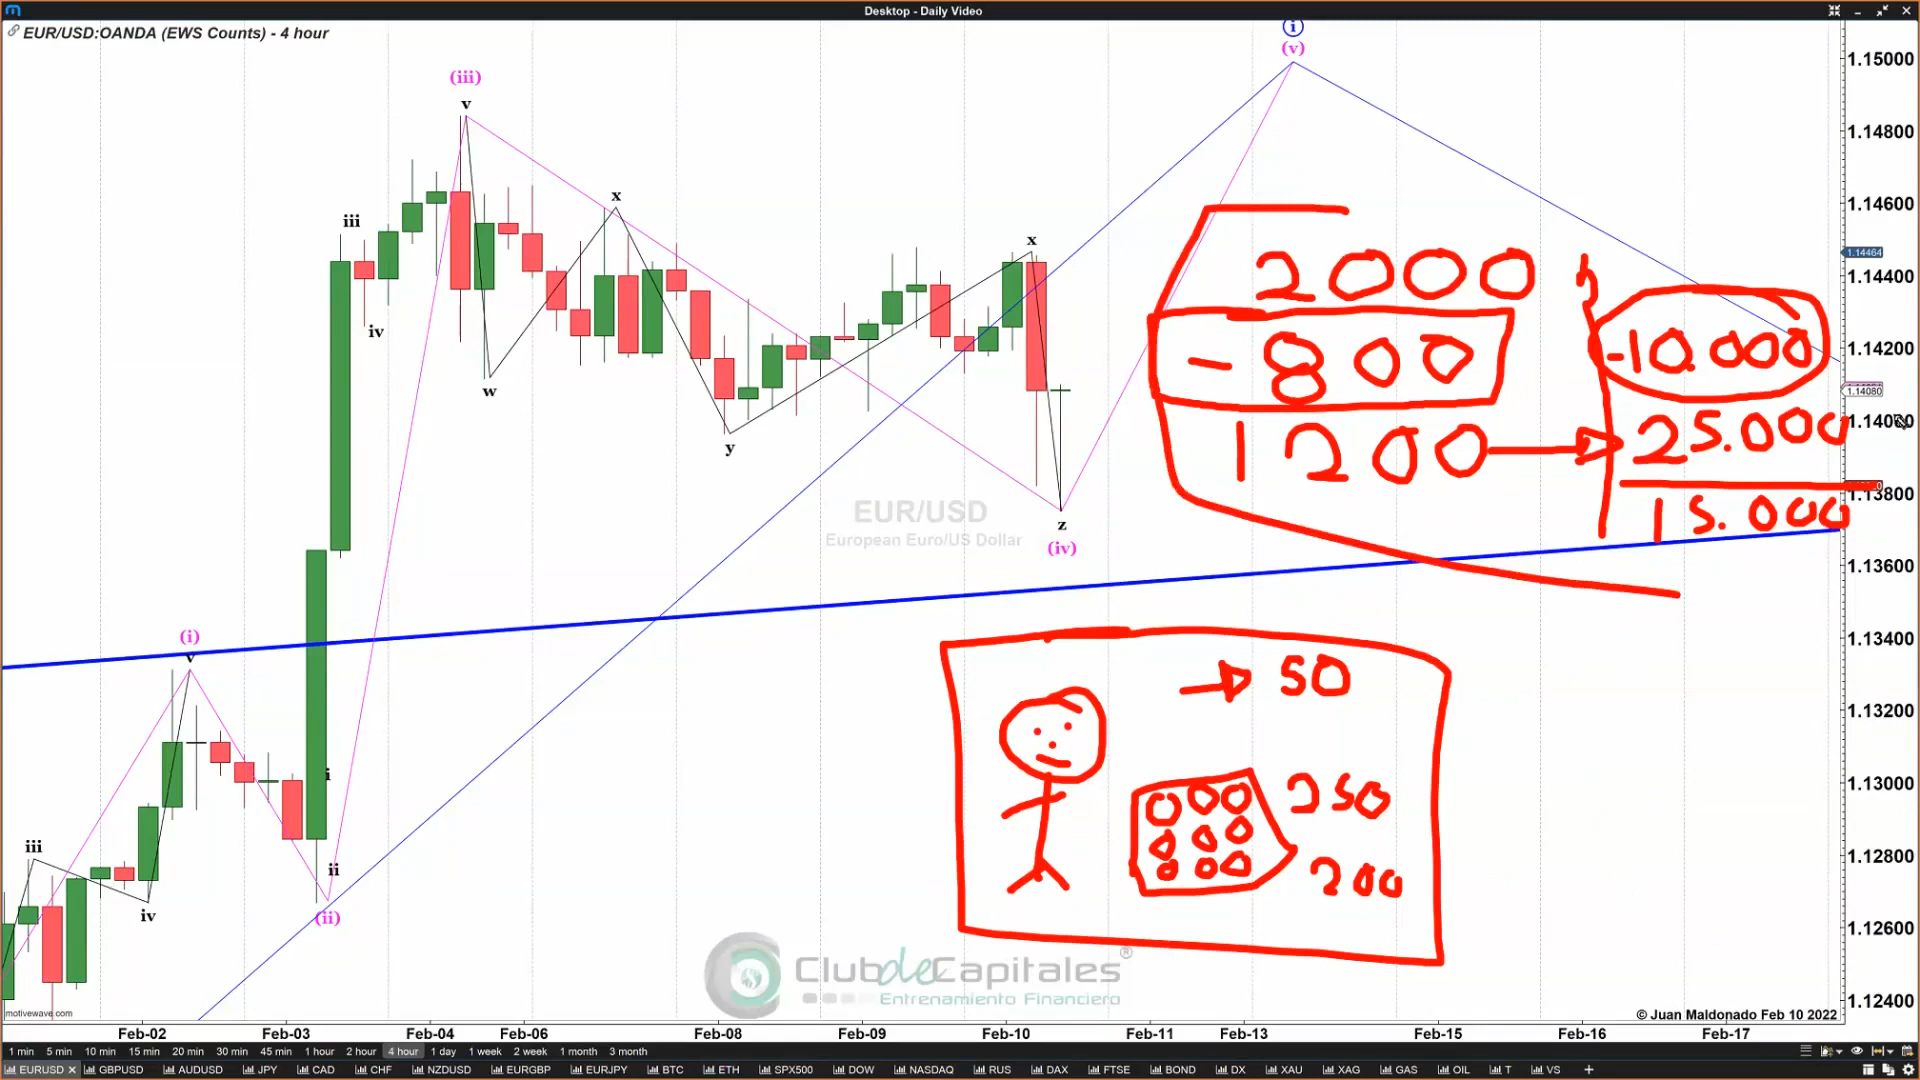 Desktop - Daily Video
EUR/USD:OANDA (EWS Counts) - 4 hour
i
(v)
1.15000
(iii)
v
1.14800
x
1.14600
iii
x
2000
1.14464
1.14400
iv
-10.000
1.14200
- 800
w
1.14080
25.000
1.14000
y
1200
1.13800
EUR/USD
15.000
z
European Euro/US Dollar
(iv)
1.13600
(i)
v
1.13400
50
1.13200
i
1.13000
250
iii
ii
200
1.12800
iv
(ii)
1.12600
ClubdeCapitales ®
Entrenamiento Financiero
1.12400
motivewave.com
© Juan Maldonado Feb 10 2022
Feb-02 Feb-03 Feb-04 Feb-06 Feb-08 Feb-09 Feb-10 Feb-11 Feb-13 Feb-15 Feb-16 Feb-17
1 min 5 min 10 min 15 min 20 min 30 min 45 min 1 hour 2 hour 4 hour 1 day 1 week 2 week 1 month 3 month
EURUSD GBPUSD AUDUSD JPY CAD CHF NZDUSD EURGBP EURJPY BTC ETH SPX500 DOW NASDAQ RUS DAX FTSE BOND DX XAU XAG GAS OIL T VS